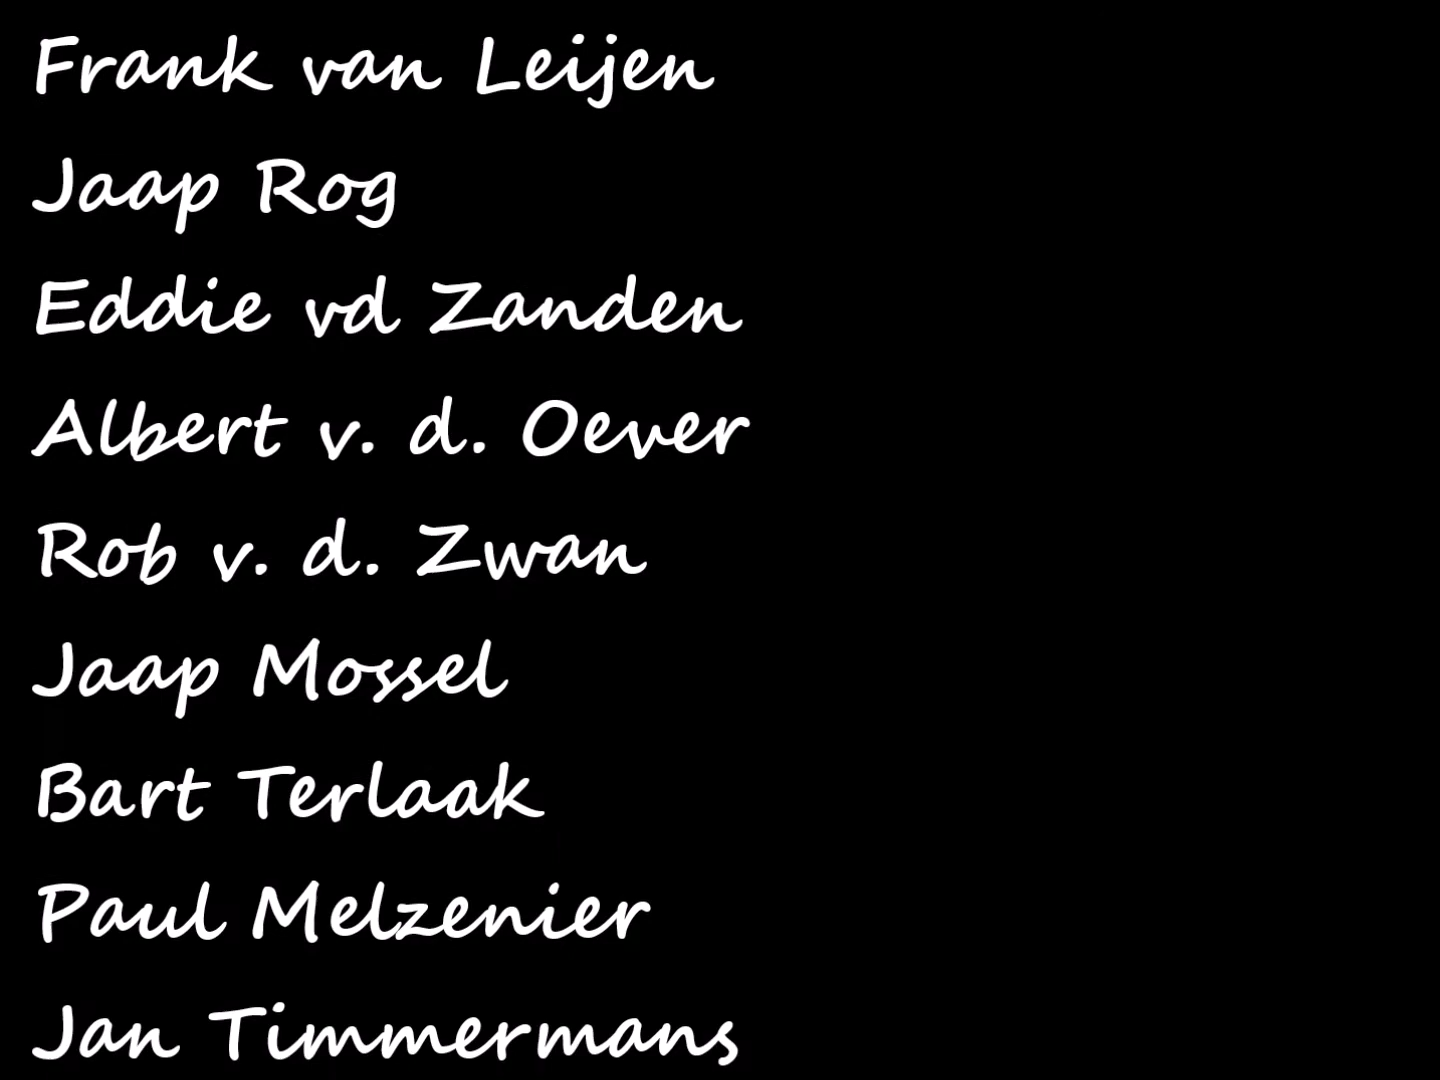 Frank van Leijen
Jaap Rog
Eddie vd Zanden
Albert v. d. Oever
Rob v. d. Zwan
Jaap Mossel
Bart Terlaak
Paul Melzenier
Jan Timmermans